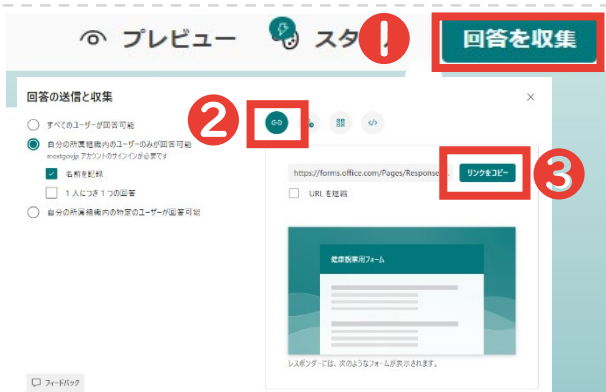 プレビュー
スタ
❶
回答を収集
回答の送信と収集
すべてのユーザーが回答可能
自分の所属組織内のユーザーのみが回答可能
mextgovjp アカウントのサインインが必要です
名前を記録
1 人につき 1 つの回答
自分の所属組織内の特定のユーザーが回答可能
❷
https://forms.office.com/Pages/Response...
リンクをコピー
❸
URL を短縮
健康観察用フォーム
レスポンダーには、次のようなフォームが表示されます。
フィードバック